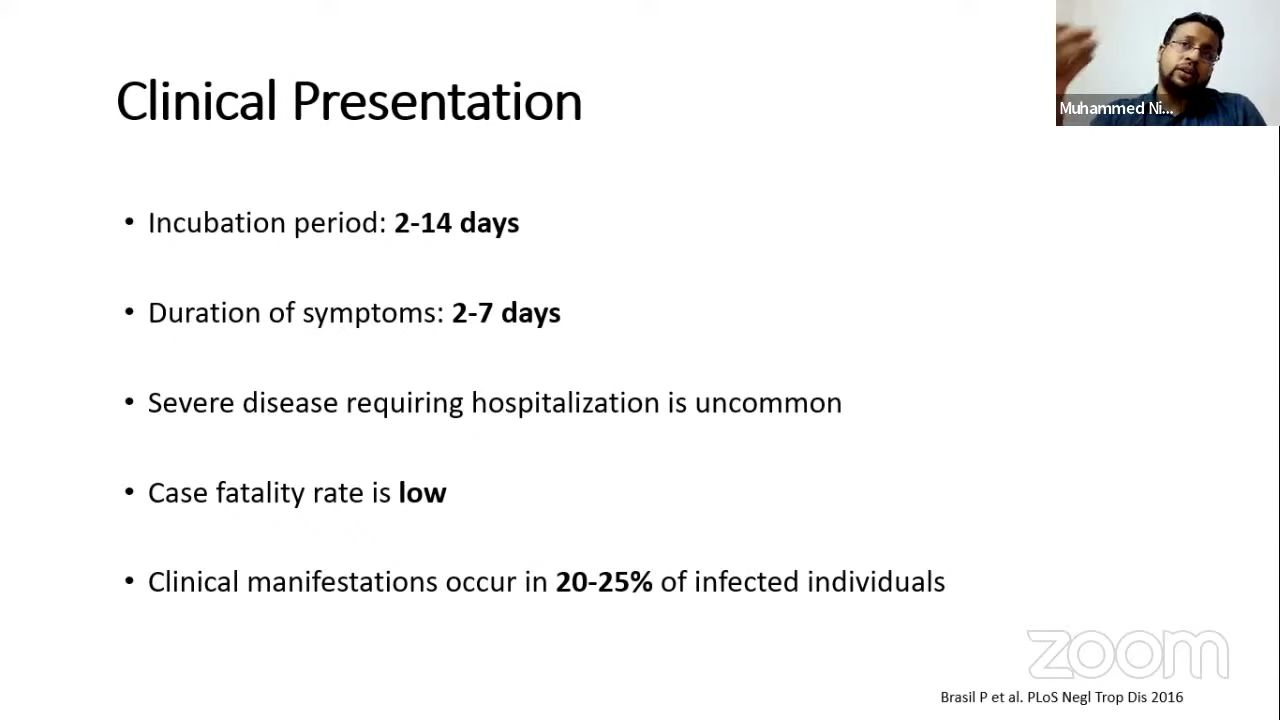 Clinical Presentation
Muhammed Ni...
• Incubation period: 2-14 days
• Duration of symptoms: 2-7 days
• Severe disease requiring hospitalization is uncommon
• Case fatality rate is low
• Clinical manifestations occur in 20-25% of infected individuals
zoom
Brasil P et al. PLoS Negl Trop Dis 2016